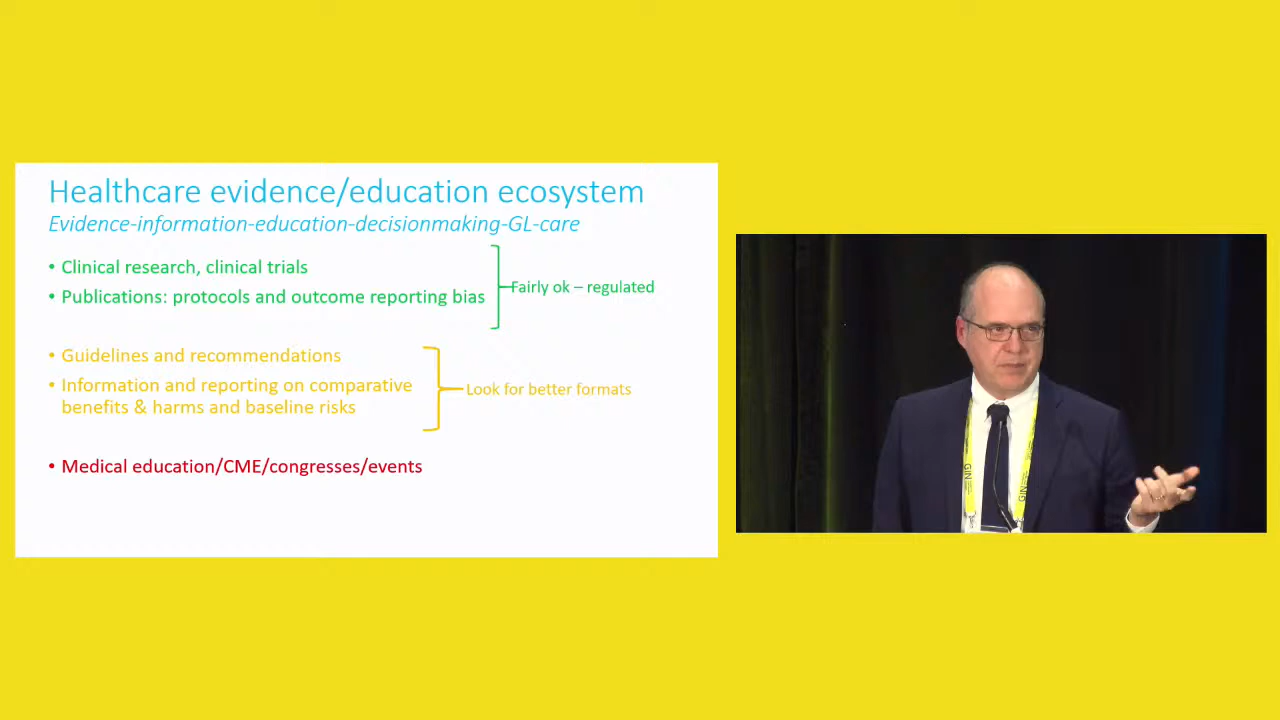 Healthcare evidence/education ecosystem
Evidence-information-education-decisionmaking-GL-care
• Clinical research, clinical trials
• Publications: protocols and outcome reporting bias
Fairly ok – regulated
• Guidelines and recommendations
• Information and reporting on comparative
benefits & harms and baseline risks
Look for better formats
• Medical education/CME/congresses/events
GIN
GIN